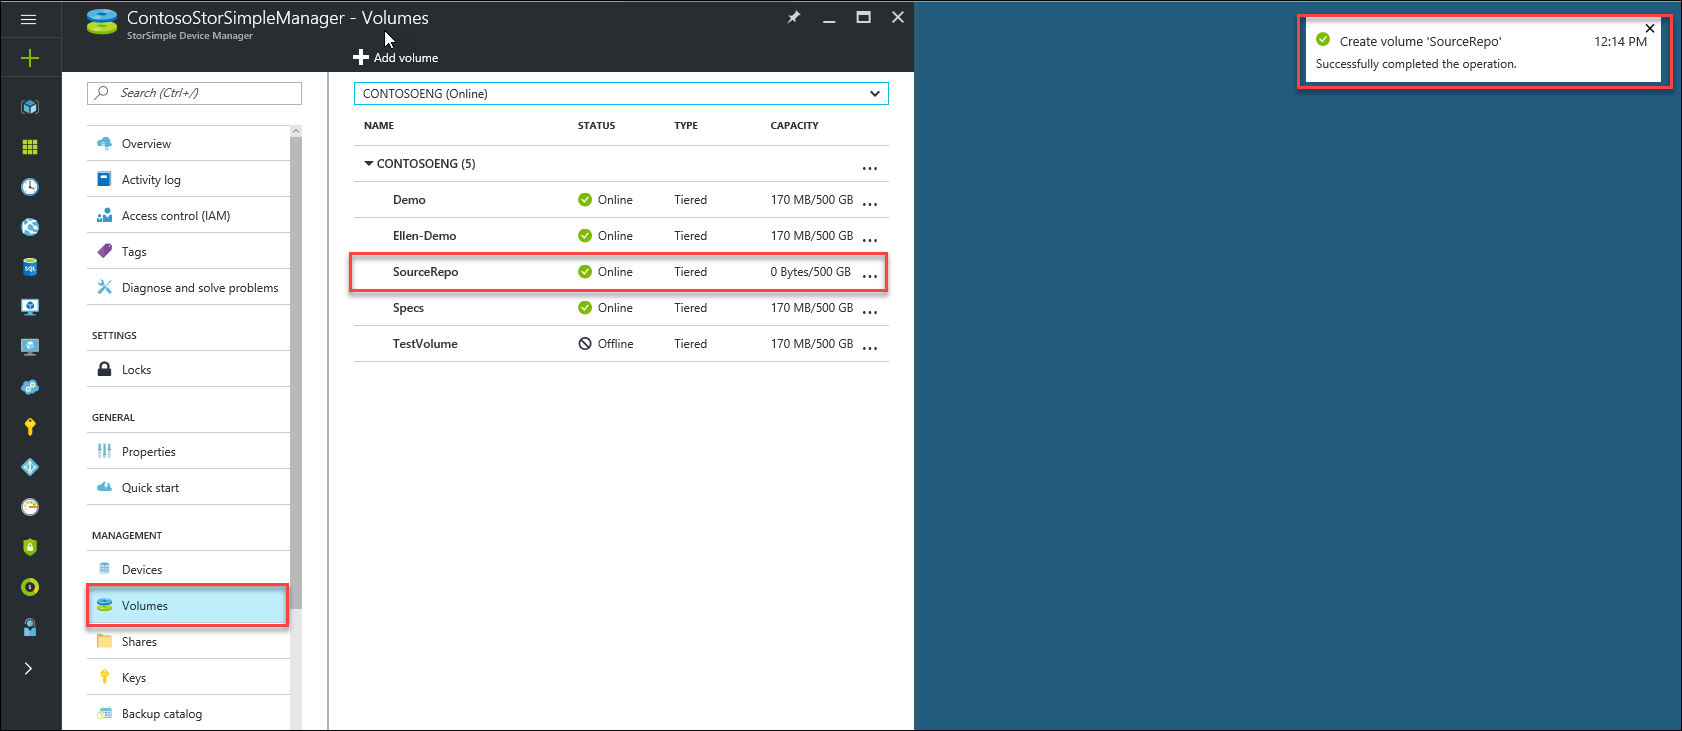 ContosoStorSimpleManager - Volumes
StorSimple Device Manager
Add volume
Search (Ctrl+/)
Overview
Activity log
Access control (IAM)
Tags
Diagnose and solve problems
SETTINGS
Locks
GENERAL
Properties
Quick start
MANAGEMENT
Devices
Volumes
Shares
Keys
Backup catalog
CONTOSOENG (Online)
NAME STATUS TYPE CAPACITY
CONTOSOENG (5) ...
Demo Online Tiered 170 MB/500 GB ...
Ellen-Demo Online Tiered 170 MB/500 GB ...
SourceRepo Online Tiered 0 Bytes/500 GB ...
Specs Online Tiered 170 MB/500 GB ...
TestVolume Offline Tiered 170 MB/500 GB ...
Create volume 'SourceRepo' 12:14 PM
Successfully completed the operation.
SQL